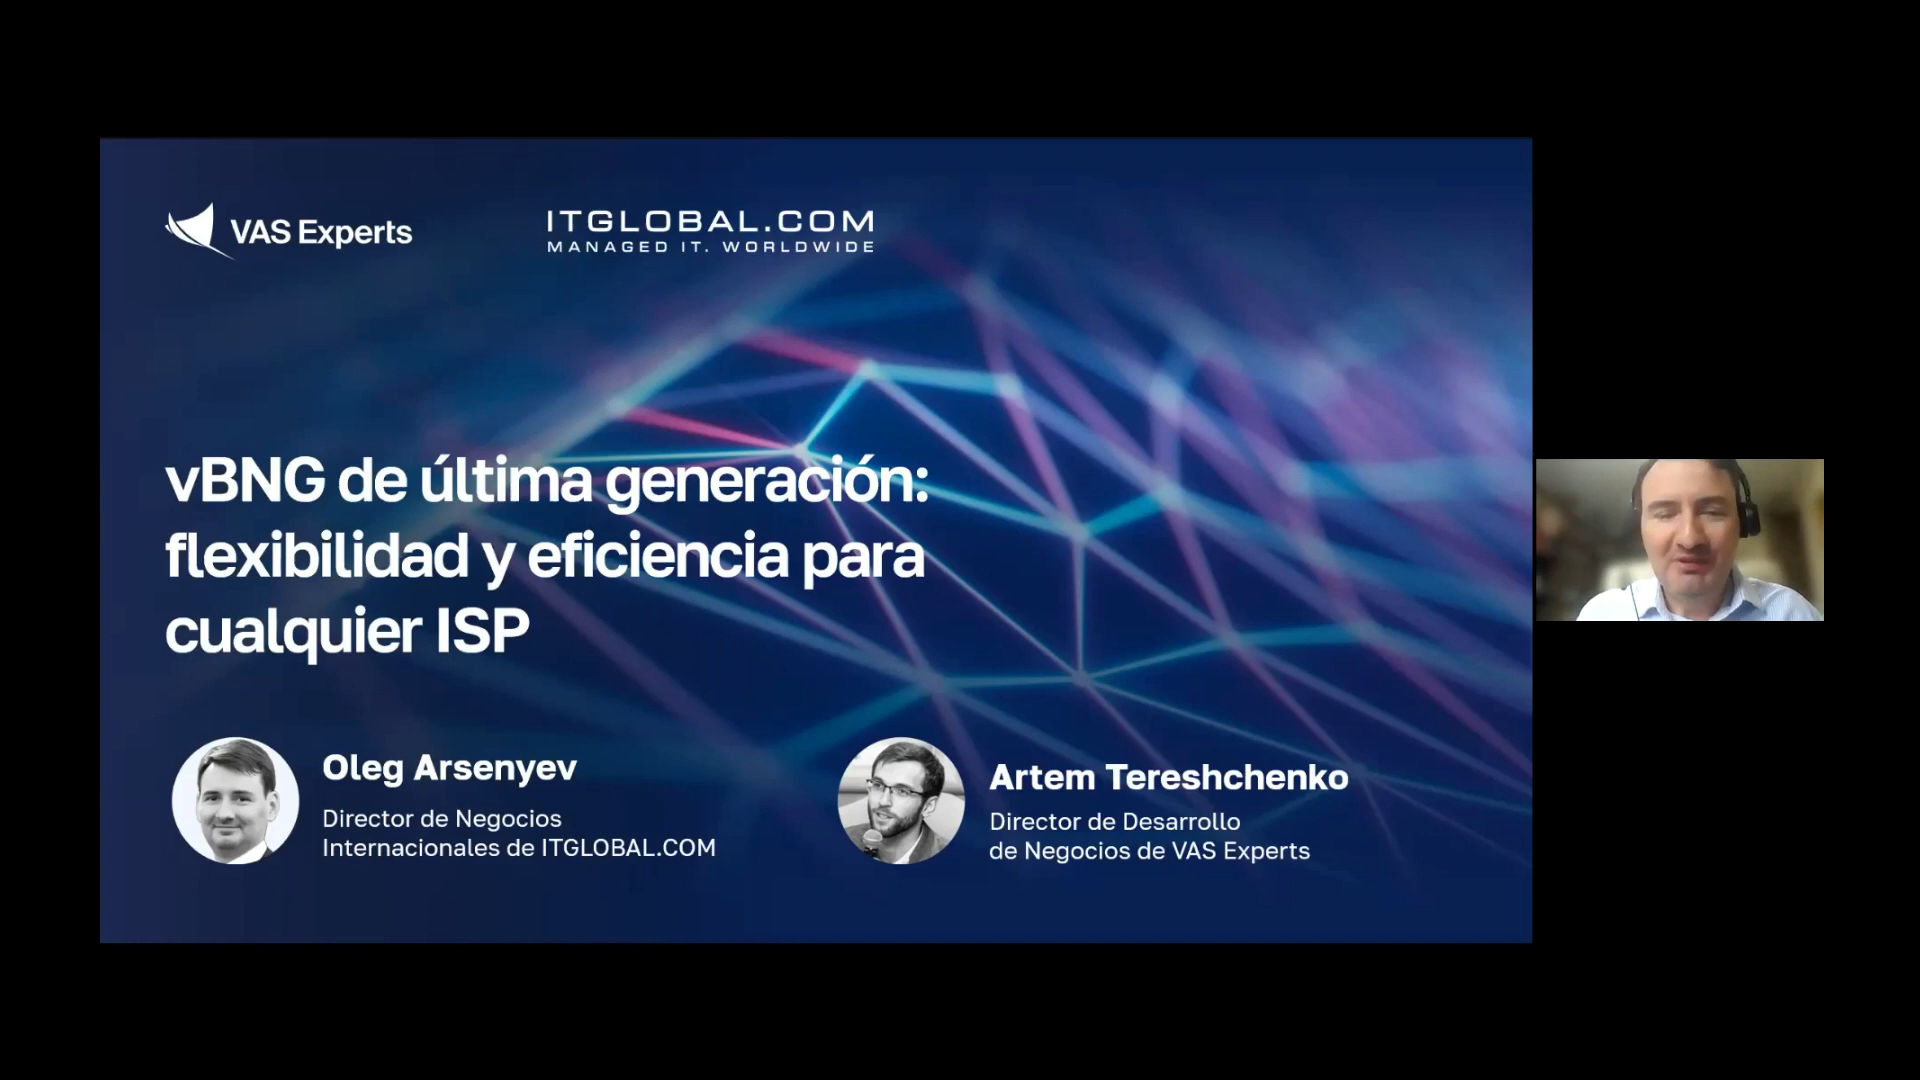 VAS Experts
ITGLOBAL.COM
MANAGED IT. WORLDWIDE
vBNG de última generación:
flexibilidad y eficiencia para
cualquier ISP
Oleg Arsenyev
Director de Negocios
Internacionales de ITGLOBAL.COM
Artem Tereshchenko
Director de Desarrollo
de Negocios de VAS Experts